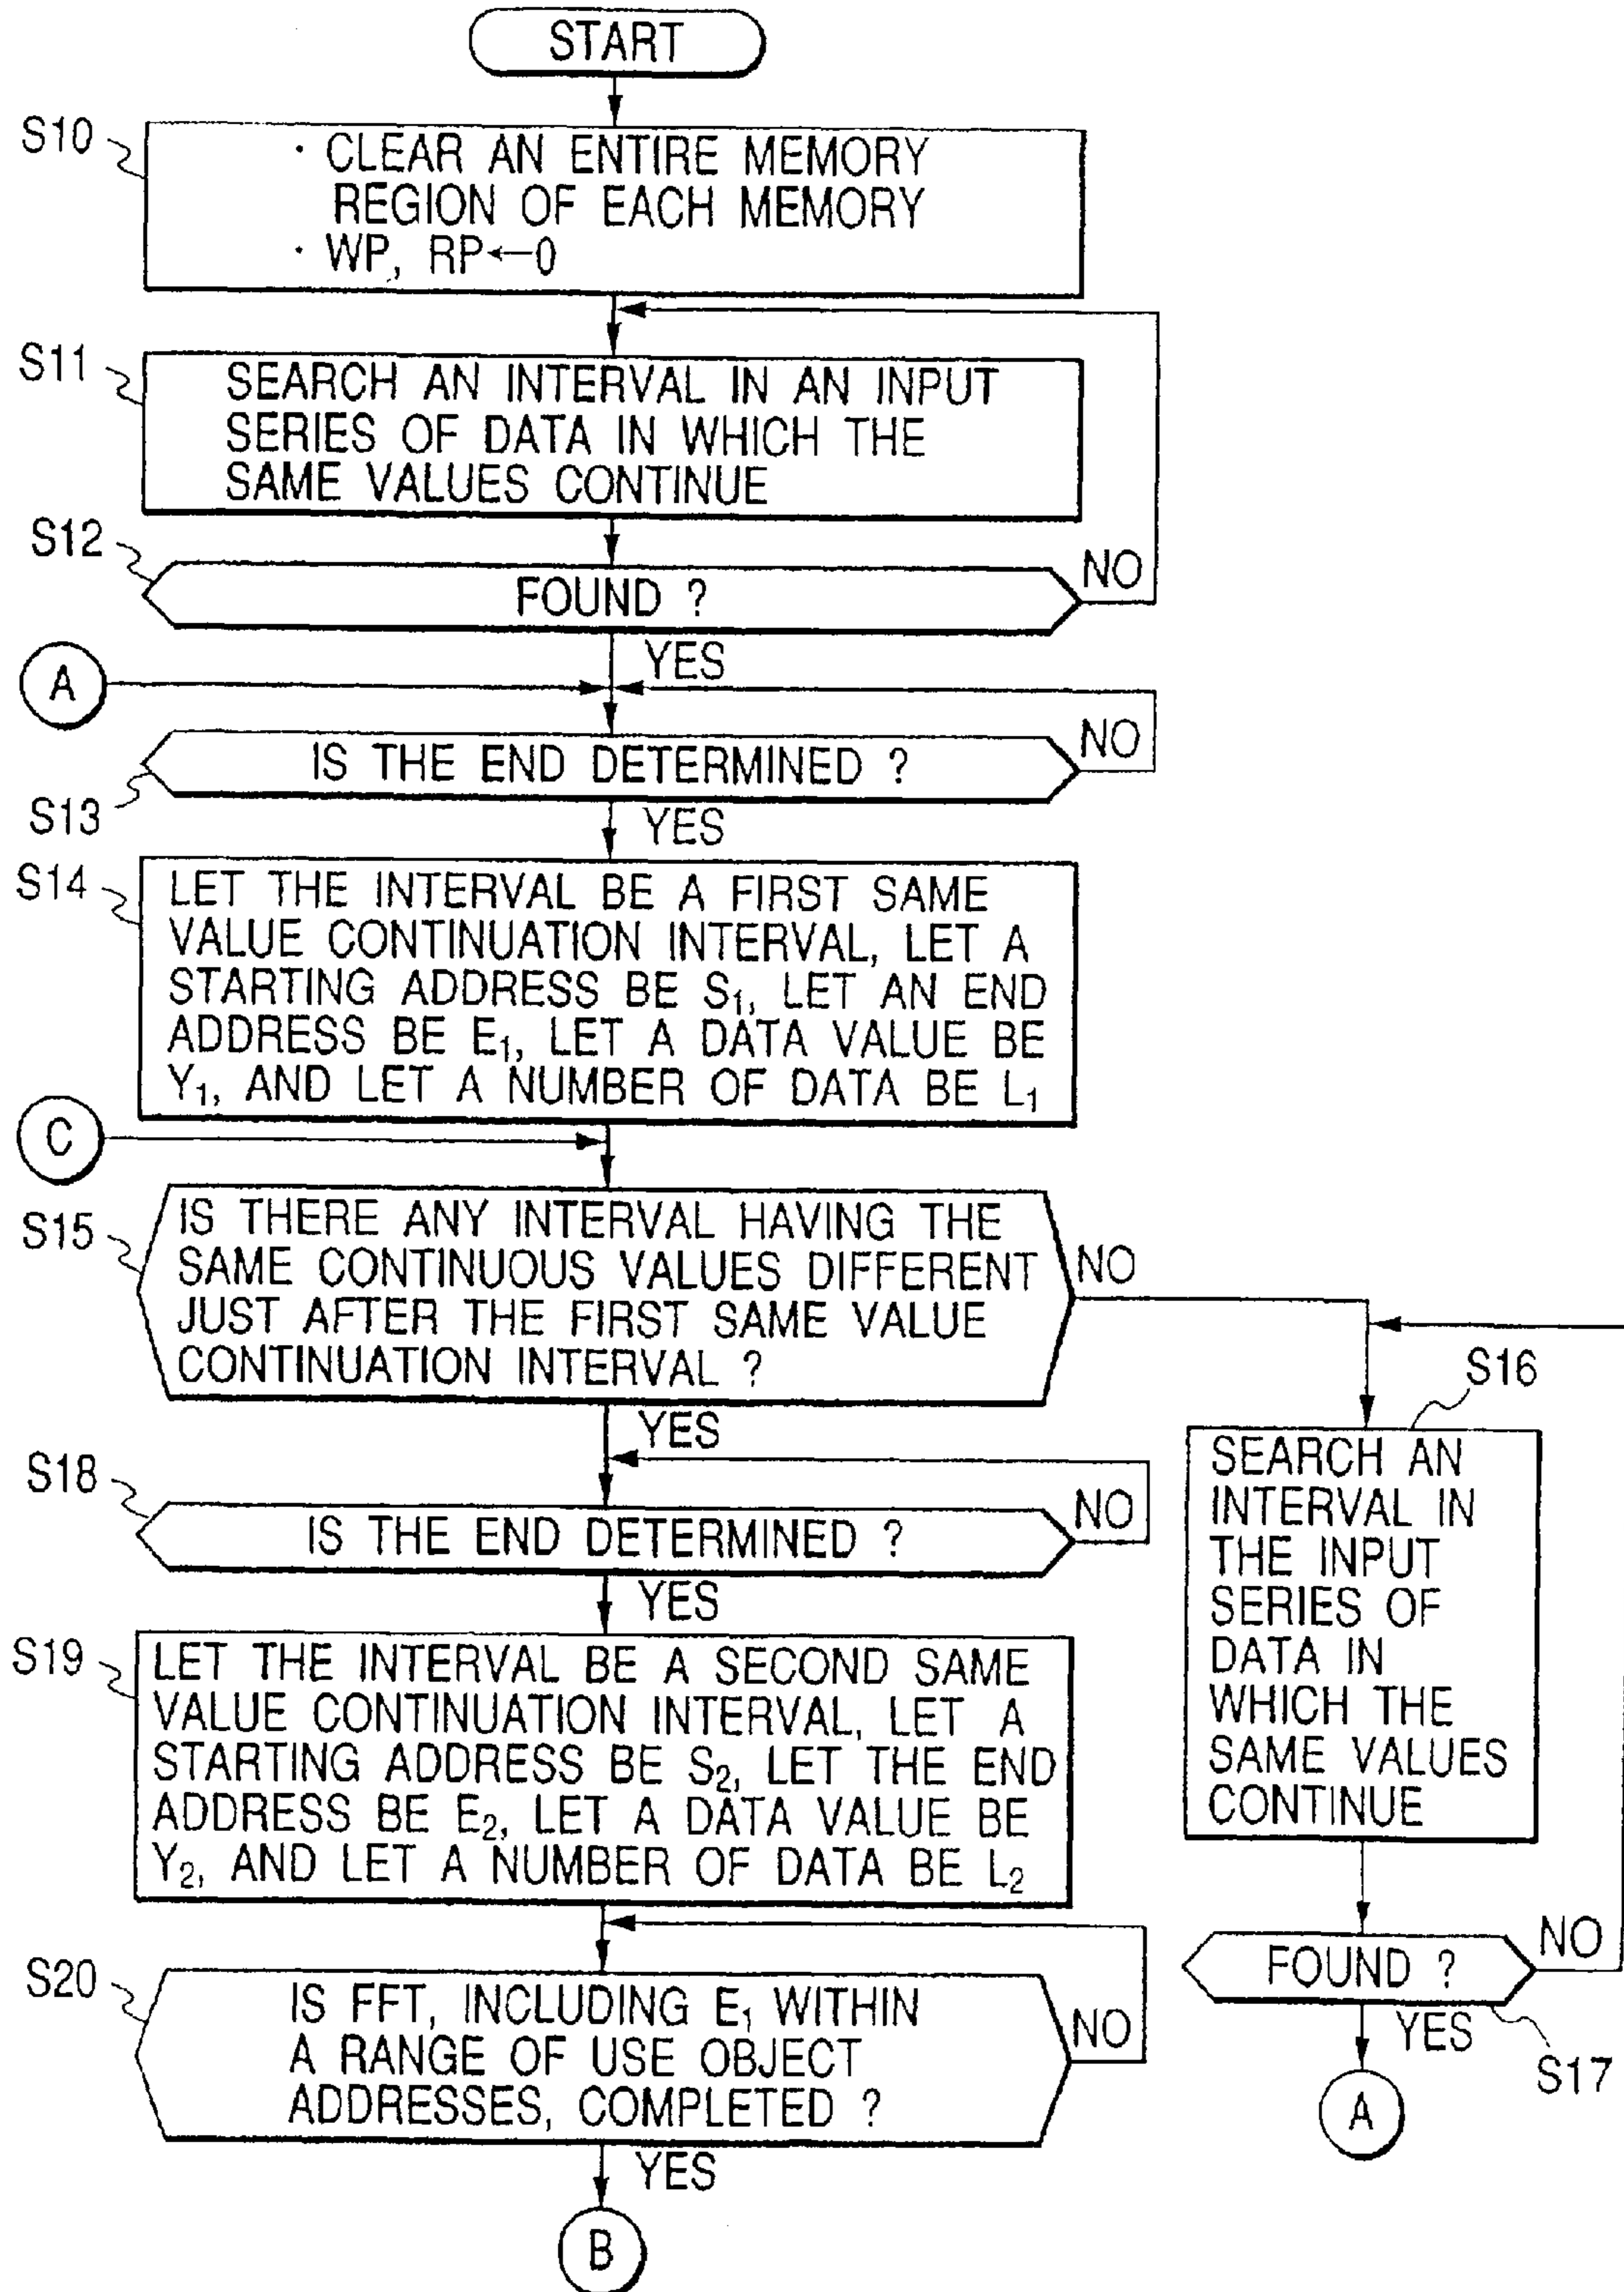 START
S10
· CLEAR AN ENTIRE MEMORY
REGION OF EACH MEMORY
· WP, RP←0
S11
SEARCH AN INTERVAL IN AN INPUT
SERIES OF DATA IN WHICH THE
SAME VALUES CONTINUE
S12
FOUND ?
NO
YES
A
IS THE END DETERMINED ?
NO
S13
YES
S14
LET THE INTERVAL BE A FIRST SAME
VALUE CONTINUATION INTERVAL, LET A
STARTING ADDRESS BE S₁, LET AN END
ADDRESS BE E₁, LET A DATA VALUE BE
Y₁, AND LET A NUMBER OF DATA BE L₁
C
S15
IS THERE ANY INTERVAL HAVING THE
SAME CONTINUOUS VALUES DIFFERENT
JUST AFTER THE FIRST SAME VALUE
CONTINUATION INTERVAL ?
NO
YES
S16
SEARCH AN
INTERVAL IN
THE INPUT
SERIES OF
DATA IN
WHICH THE
SAME VALUES
CONTINUE
S18
IS THE END DETERMINED ?
NO
YES
S19
LET THE INTERVAL BE A SECOND SAME
VALUE CONTINUATION INTERVAL, LET A
STARTING ADDRESS BE S₂, LET THE END
ADDRESS BE E₂, LET A DATA VALUE BE
Y₂, AND LET A NUMBER OF DATA BE L₂
FOUND ?
NO
YES
S17
A
S20
IS FFT, INCLUDING E₁ WITHIN
A RANGE OF USE OBJECT
ADDRESSES, COMPLETED ?
NO
YES
B